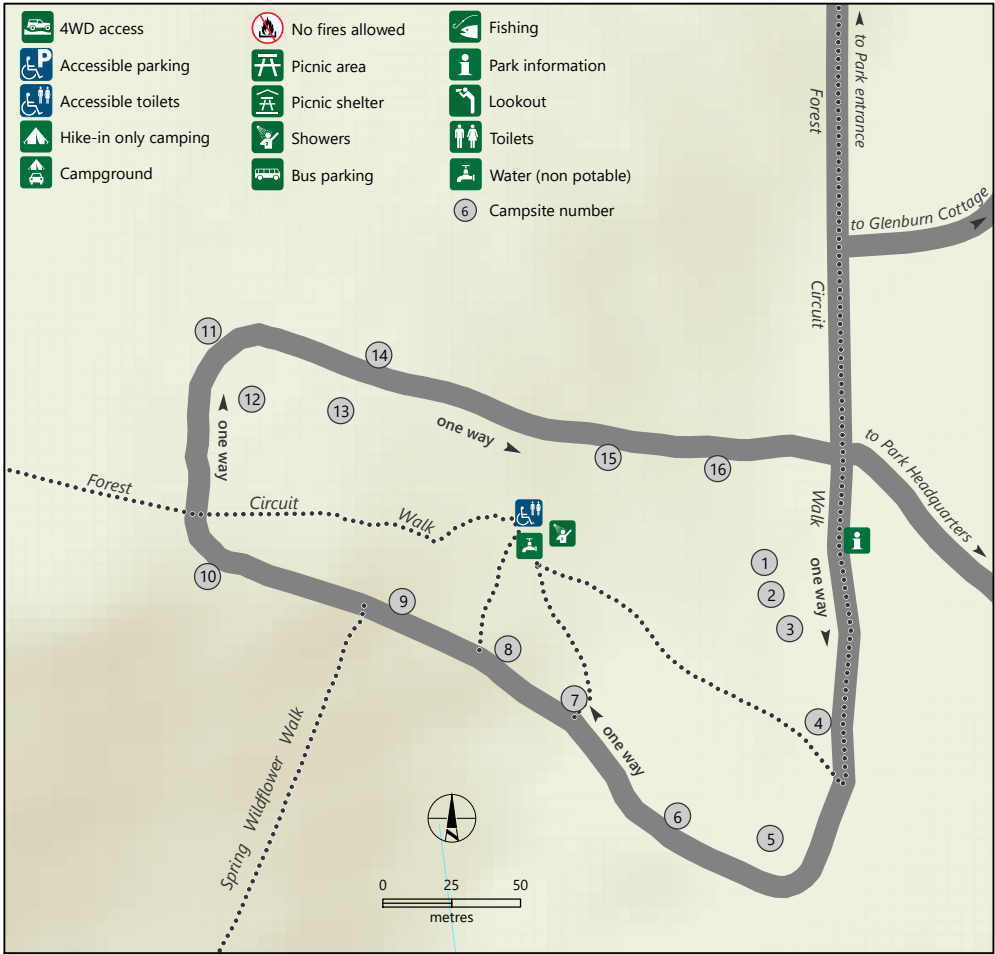 4WD access
Accessible parking
Accessible toilets
Hike-in only camping
Campground
No fires allowed
Picnic area
Picnic shelter
Showers
Bus parking
Fishing
Park information
Lookout
Toilets
Water (non potable)
6 Campsite number
to Park entrance
Forest
to Glenburn Cottage
Circuit
11
14
12
13
one way
one way
15
16
to Park Headquarters
Forest
Circuit
Walk
Walk
one way
1
2
3
10
9
8
7
4
one way
6
5
Spring Wildflower Walk
N
0 25 50
metres